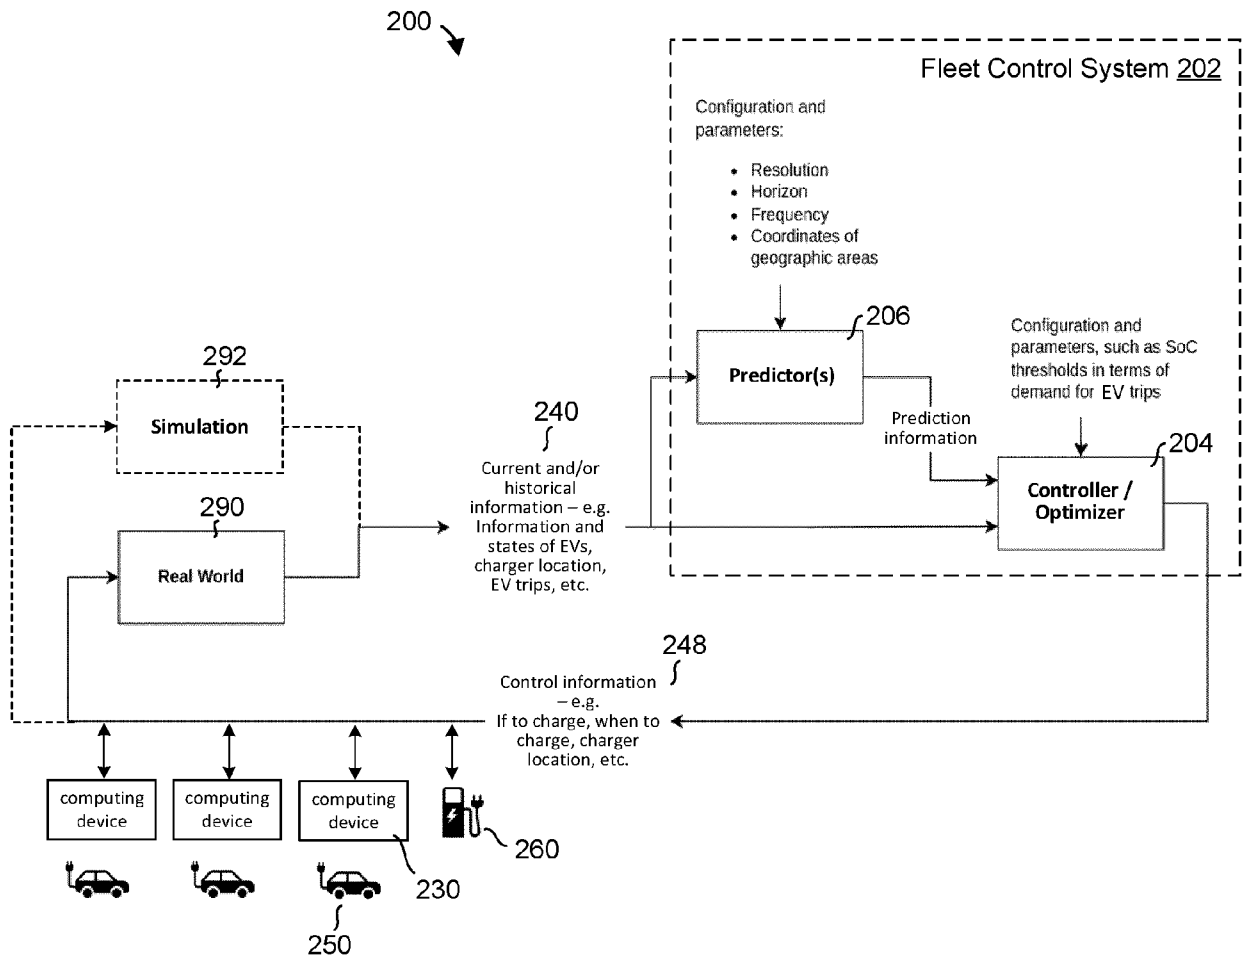 200
Fleet Control System 202
Configuration and
parameters:
• Resolution
• Horizon
• Frequency
• Coordinates of
geographic areas
206
Predictor(s)
Configuration and
parameters, such as SoC
thresholds in terms of
demand for EV trips
Prediction
information
204
Controller /
Optimizer
292
Simulation
290
Real World
240
Current and/or
historical
information – e.g.
Information and
states of EVs,
charger location,
EV trips, etc.
248
Control information
– e.g.
If to charge, when to
charge, charger
location, etc.
computing
device
computing
device
computing
device
230
250
260